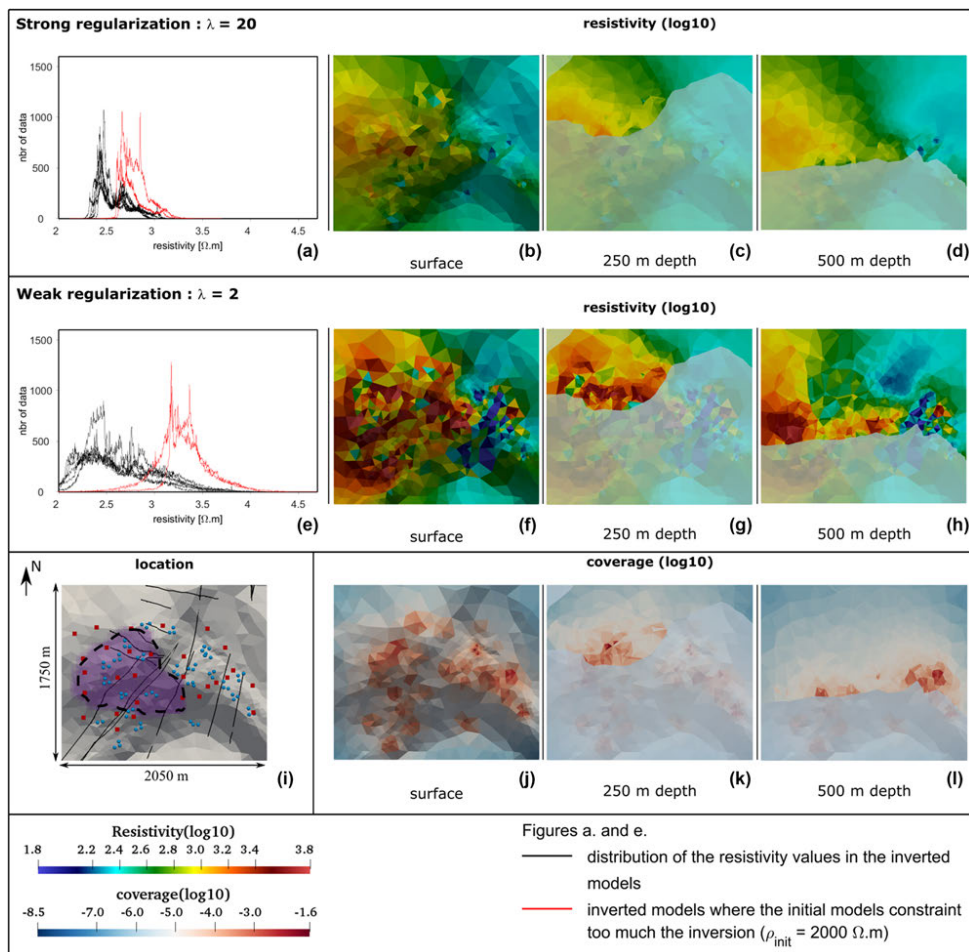 Strong regularization : λ = 20
resistivity (log10)
1500
1000
500
0
nbr of data
2 2.5 3 3.5 4 4.5
resistivity [Ω.m]
(a)
(b)
(c)
(d)
surface
250 m depth
500 m depth
Weak regularization : λ = 2
resistivity (log10)
1500
1000
500
0
nbr of data
2 2.5 3 3.5 4 4.5
resistivity [Ω.m]
(e)
(f)
(g)
(h)
surface
250 m depth
500 m depth
N
location
1750 m
2050 m
(i)
coverage (log10)
(j)
(k)
(l)
surface
250 m depth
500 m depth
Resistivity(log10)
1.8 2.2 2.4 2.6 2.8 3.0 3.2 3.4 3.8
coverage(log10)
-8.5 -7.0 -6.0 -5.0 -4.0 -3.0 -1.6
Figures a. and e.
distribution of the resistivity values in the inverted
models
inverted models where the initial models constraint
too much the inversion (ρinit = 2000 Ω.m)